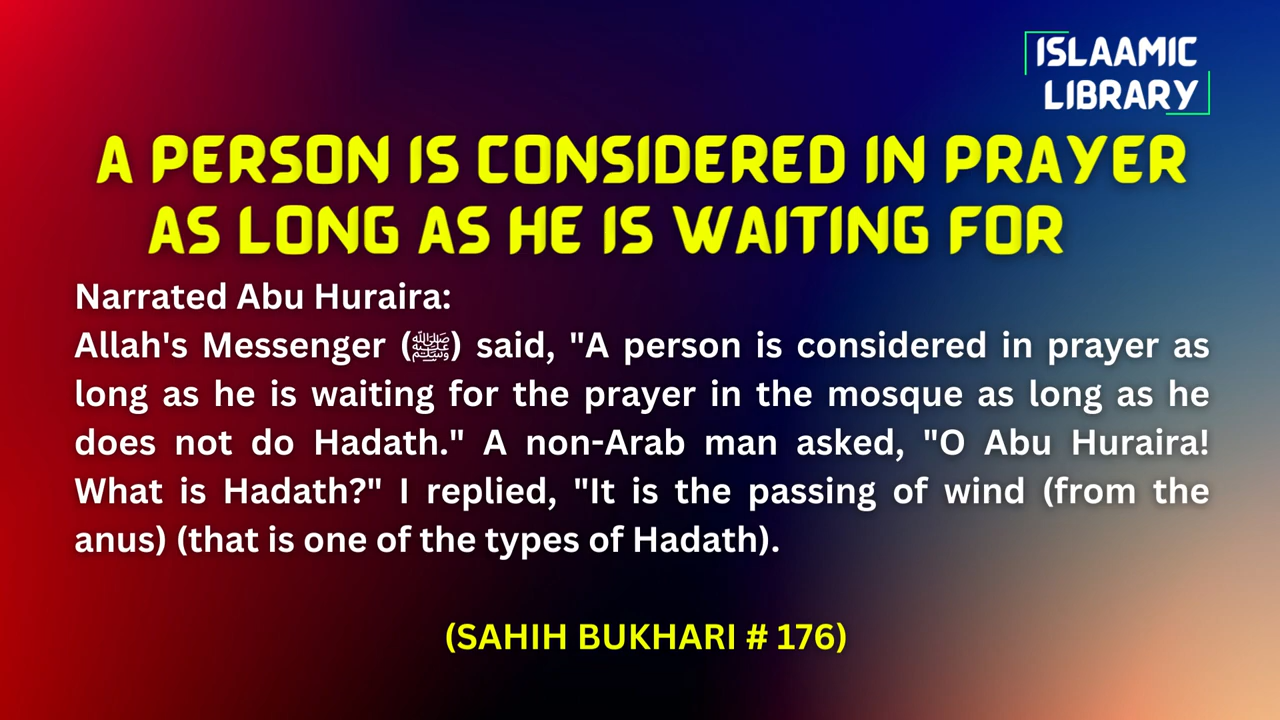 ISLAAMIC
LIBRARY
A PERSON IS CONSIDERED IN PRAYER
AS LONG AS HE IS WAITING FOR
Narrated Abu Huraira:
Allah's Messenger (ﷺ) said, "A person is considered in prayer as
long as he is waiting for the prayer in the mosque as long as he
does not do Hadath." A non-Arab man asked, "O Abu Huraira!
What is Hadath?" I replied, "It is the passing of wind (from the
anus) (that is one of the types of Hadath).
(SAHIH BUKHARI # 176)